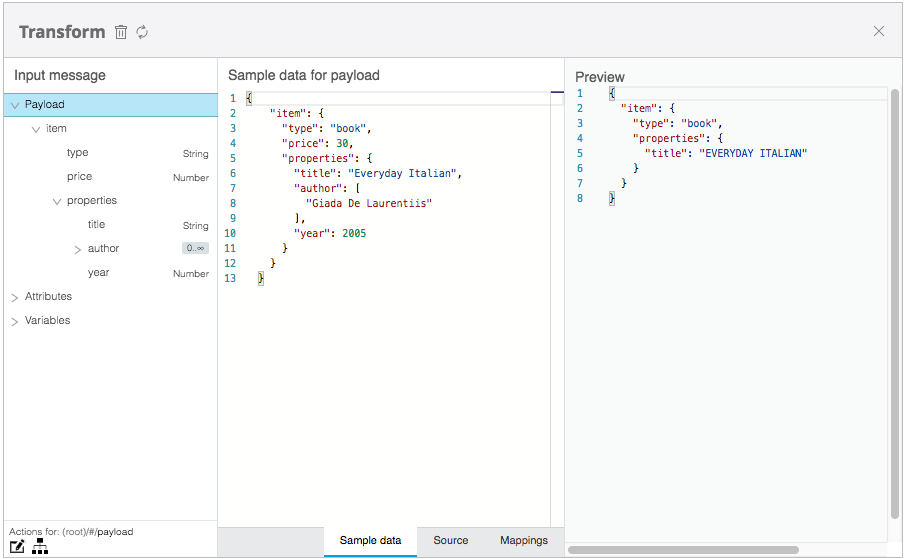 Transform
Input message
Payload
item
type String
price Number
properties
title String
author 0..∞
year Number
Attributes
Variables
Actions for: (root)/#/payload
Sample data for payload
1 {
2 "item": {
3 "type": "book",
4 "price": 30,
5 "properties": {
6 "title": "Everyday Italian",
7 "author": [
8 "Giada De Laurentiis"
9 ],
10 "year": 2005
11 }
12 }
13 }
Sample data Source Mappings
Preview
1 {
2 "item": {
3 "type": "book",
4 "properties": {
5 "title": "EVERYDAY ITALIAN"
6 }
7 }
8 }